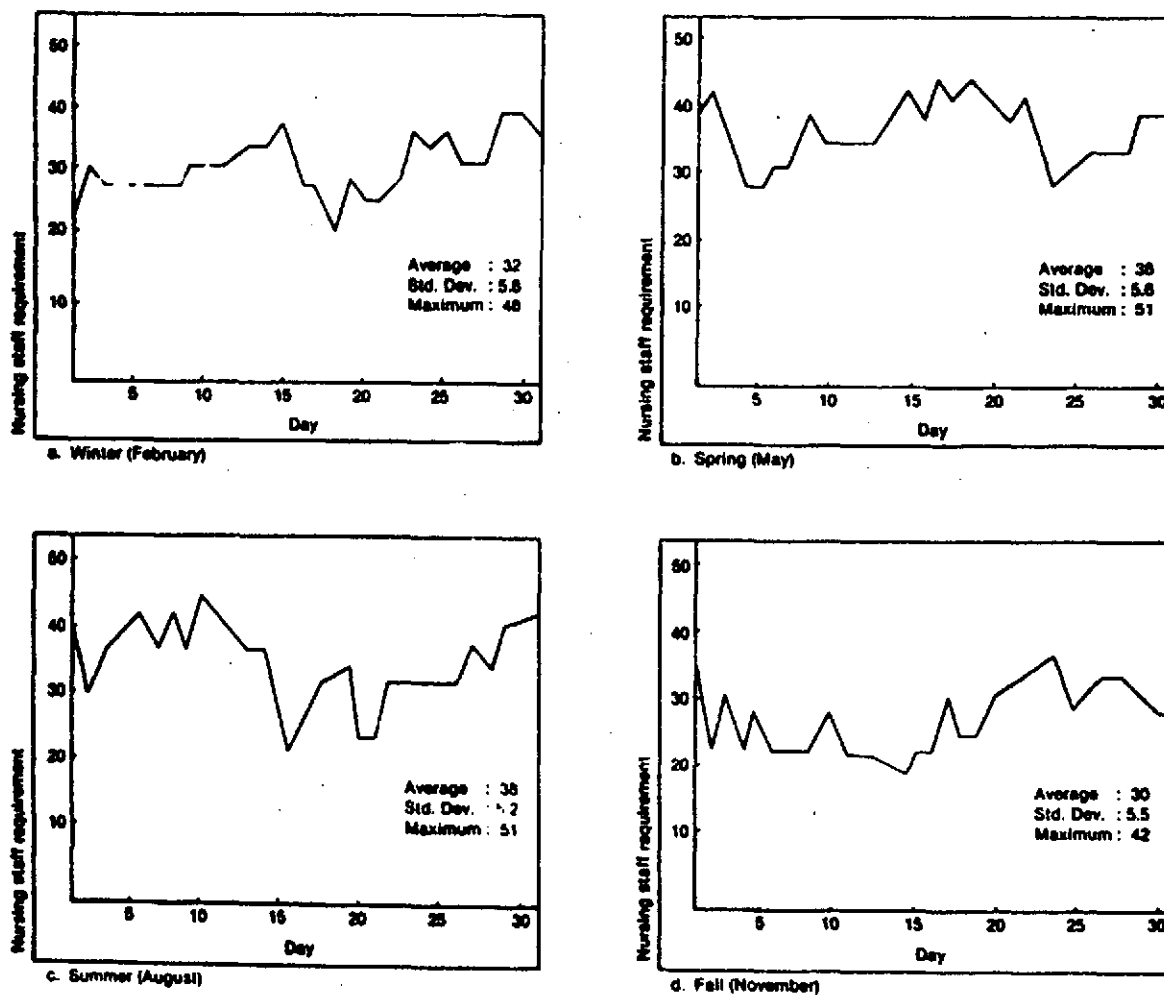 50
40
30
20
10
Nursing staff requirement
Average : 32
Std. Dev. : 5.8
Maximum : 48
5 10 15 20 25 30
Day
a. Winter (February)
50
40
30
20
10
Nursing staff requirement
Average : 38
Std. Dev. : 5.8
Maximum : 51
5 10 15 20 25 30
Day
b. Spring (May)
50
40
30
20
10
Nursing staff requirement
Average : 38
Std. Dev.
Maximum : 51
5 10 15 20 25 30
Day
c. Summer (August)
50
40
30
20
10
Nursing staff requirement
Average : 30
Std. Dev. : 5.5
Maximum : 42
5 10 15 20 25 30
Day
d. Fall (November)